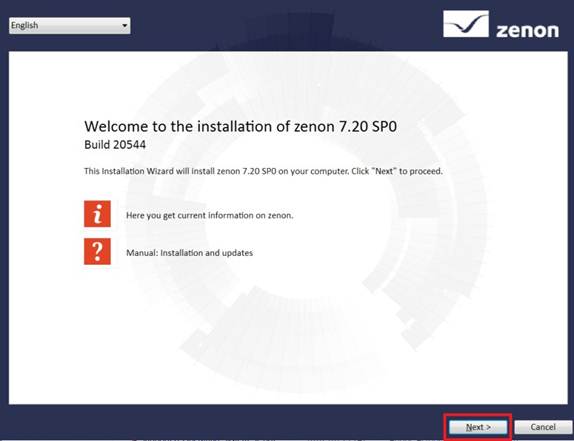 English
zenon
Welcome to the installation of zenon 7.20 SP0
Build 20544
This Installation Wizard will install zenon 7.20 SP0 on your computer. Click "Next" to proceed.
Here you get current information on zenon.
Manual: Installation and updates
Next >
Cancel